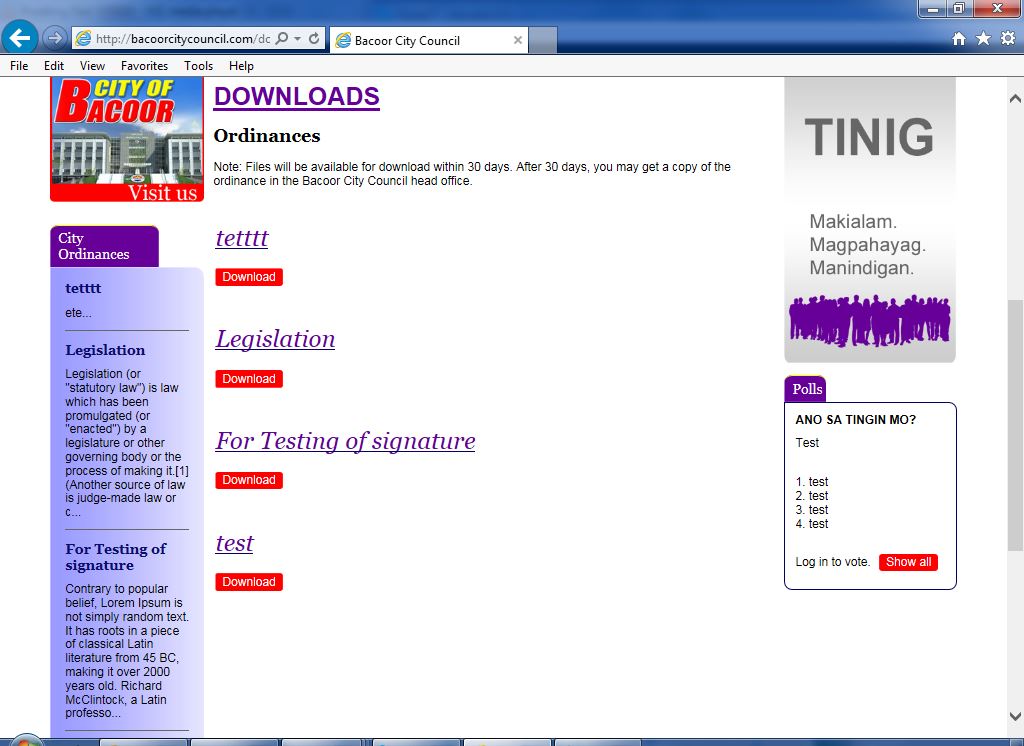 http://bacoorcitycouncil.com/dc
Bacoor City Council
File Edit View Favorites Tools Help
CITY OF
BACOOR
Visit us
City
Ordinances
tetttt
ete...
Legislation
Legislation (or
"statutory law") is law
which has been
promulgated (or
"enacted") by a
legislature or other
governing body or the
process of making it.[1]
(Another source of law
is judge-made law or
c...
For Testing of
signature
Contrary to popular
belief, Lorem Ipsum is
not simply random text.
It has roots in a piece
of classical Latin
literature from 45 BC,
making it over 2000
years old. Richard
McClintock, a Latin
professo...
DOWNLOADS
Ordinances
Note: Files will be available for download within 30 days. After 30 days, you may get a copy of the
ordinance in the Bacoor City Council head office.
tetttt
Download
Legislation
Download
For Testing of signature
Download
test
Download
TINIG
Makialam.
Magpahayag.
Manindigan.
Polls
ANO SA TINGIN MO?
Test
1. test
2. test
3. test
4. test
Log in to vote. Show all